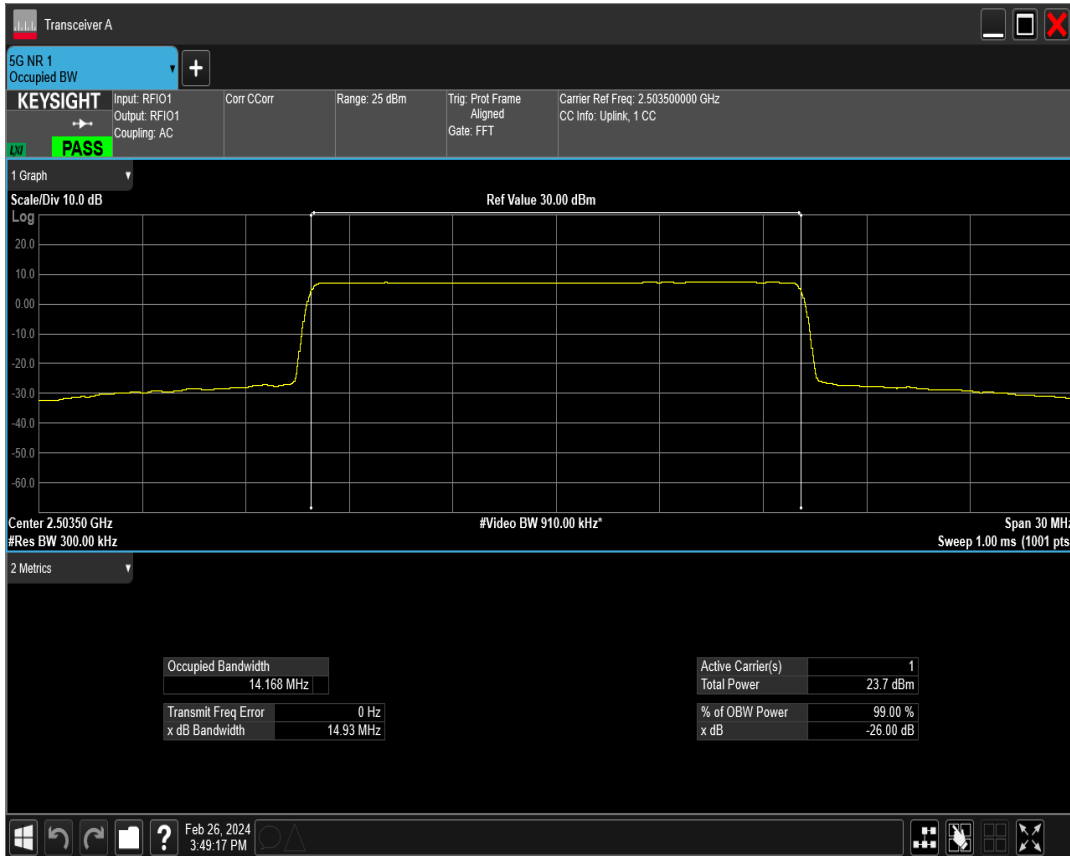 Transceiver A
5G NR 1
Occupied BW
KEYSIGHT
LXI
PASS
Input: RFIO1
Output: RFIO1
Coupling: AC
Corr CCorr
Range: 25 dBm
Trig: Prot Frame
Aligned
Gate: FFT
Carrier Ref Freq: 2.503500000 GHz
CC Info: Uplink, 1 CC
1 Graph
Scale/Div 10.0 dB
Ref Value 30.00 dBm
Log
20.0
10.0
0.00
-10.0
-20.0
-30.0
-40.0
-50.0
-60.0
Center 2.50350 GHz
#Video BW 910.00 kHz*
Span 30 MHz
#Res BW 300.00 kHz
Sweep 1.00 ms (1001 pts
2 Metrics
Occupied Bandwidth
14.168 MHz
Transmit Freq Error 0 Hz
x dB Bandwidth 14.93 MHz
Active Carrier(s) 1
Total Power 23.7 dBm
% of OBW Power 99.00 %
x dB -26.00 dB
Feb 26, 2024
3:49:17 PM